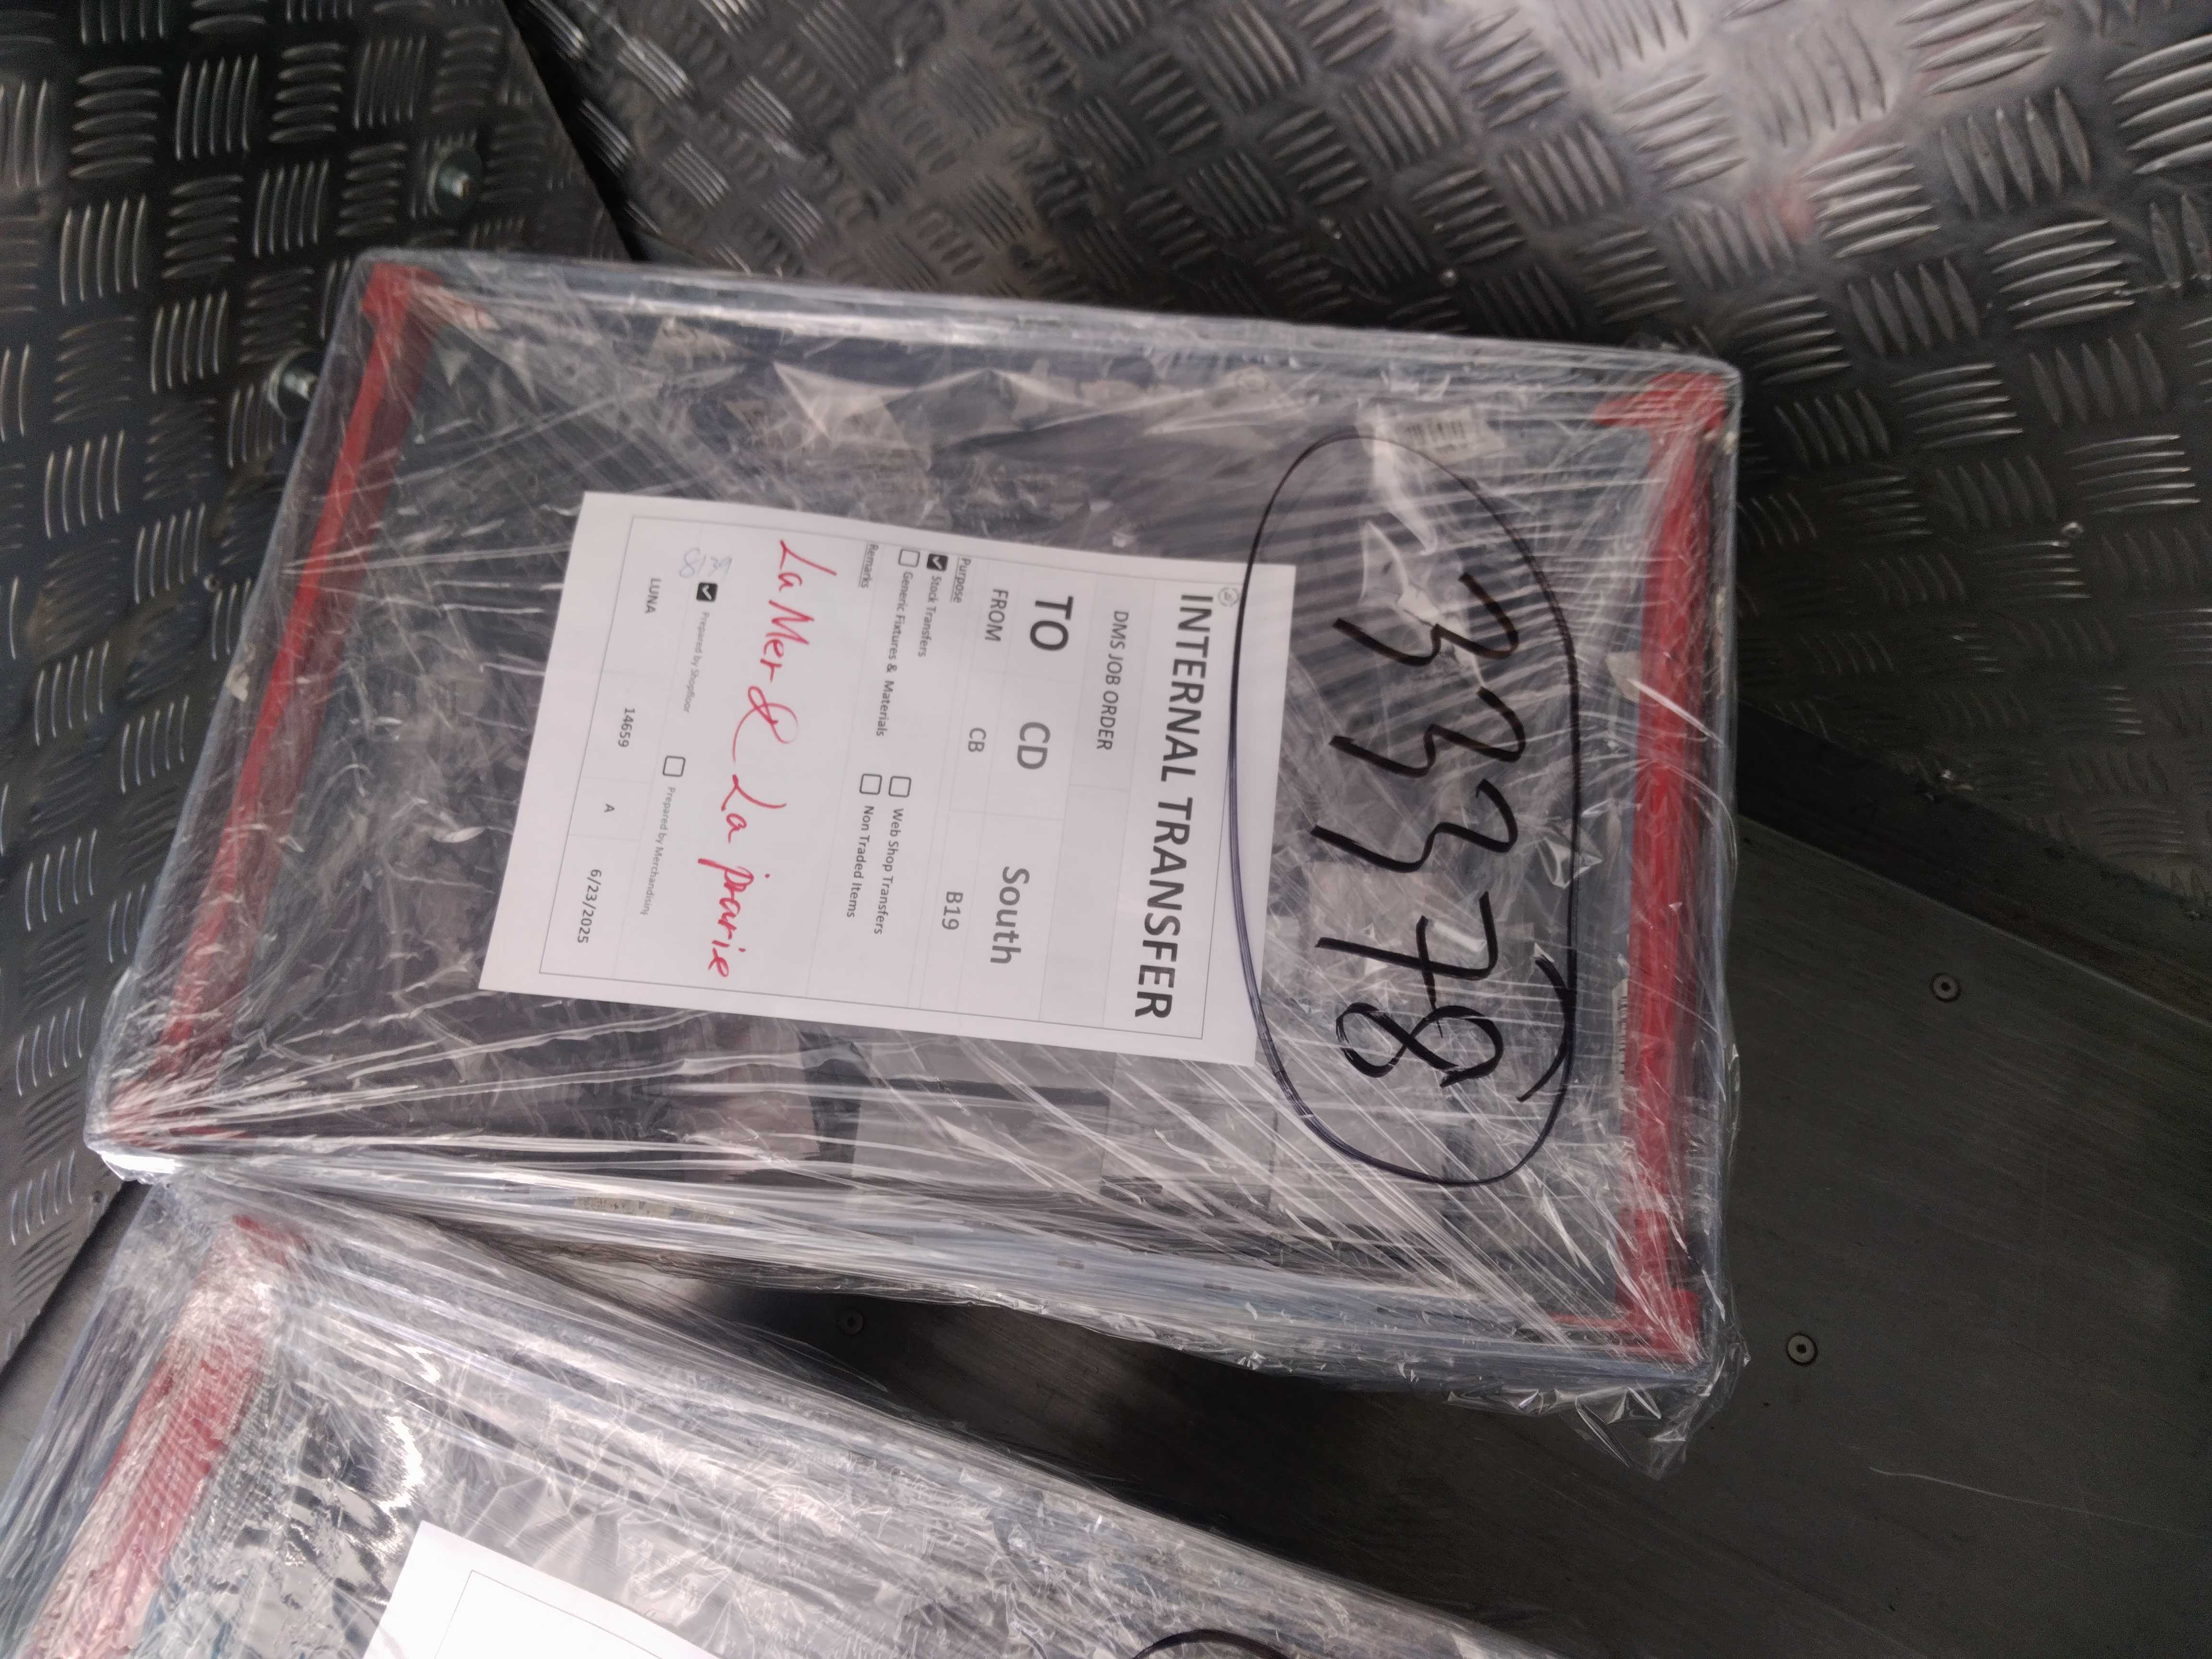 33378
INTERNAL TRANSFER
DMS JOB ORDER
TO CD South
FROM CB B19
Purpose
Stock Transfers Web Shop Transfers
Generic Fixtures & Materials Non Traded Items
Remarks
La Mer & La prarie
Prepared by Shopfloor Prepared by Merchandising
LUNA 14659 A 6/23/2025